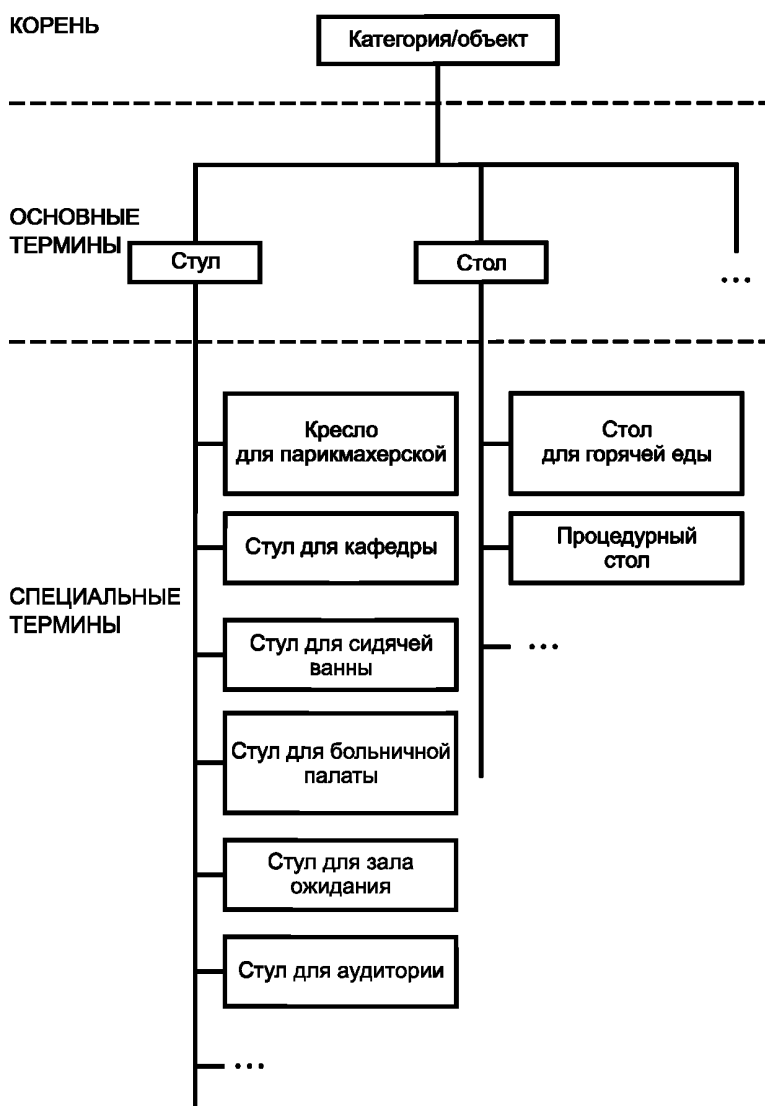 КОРЕНЬ
Категория/объект
ОСНОВНЫЕ
ТЕРМИНЫ
Стул
Стол
...
СПЕЦИАЛЬНЫЕ
ТЕРМИНЫ
Кресло
для парикмахерской
Стул для кафедры
Стул для сидячей
ванны
Стул для больничной
палаты
Стул для зала
ожидания
Стул для аудитории
...
Стол
для горячей еды
Процедурный
стол
...